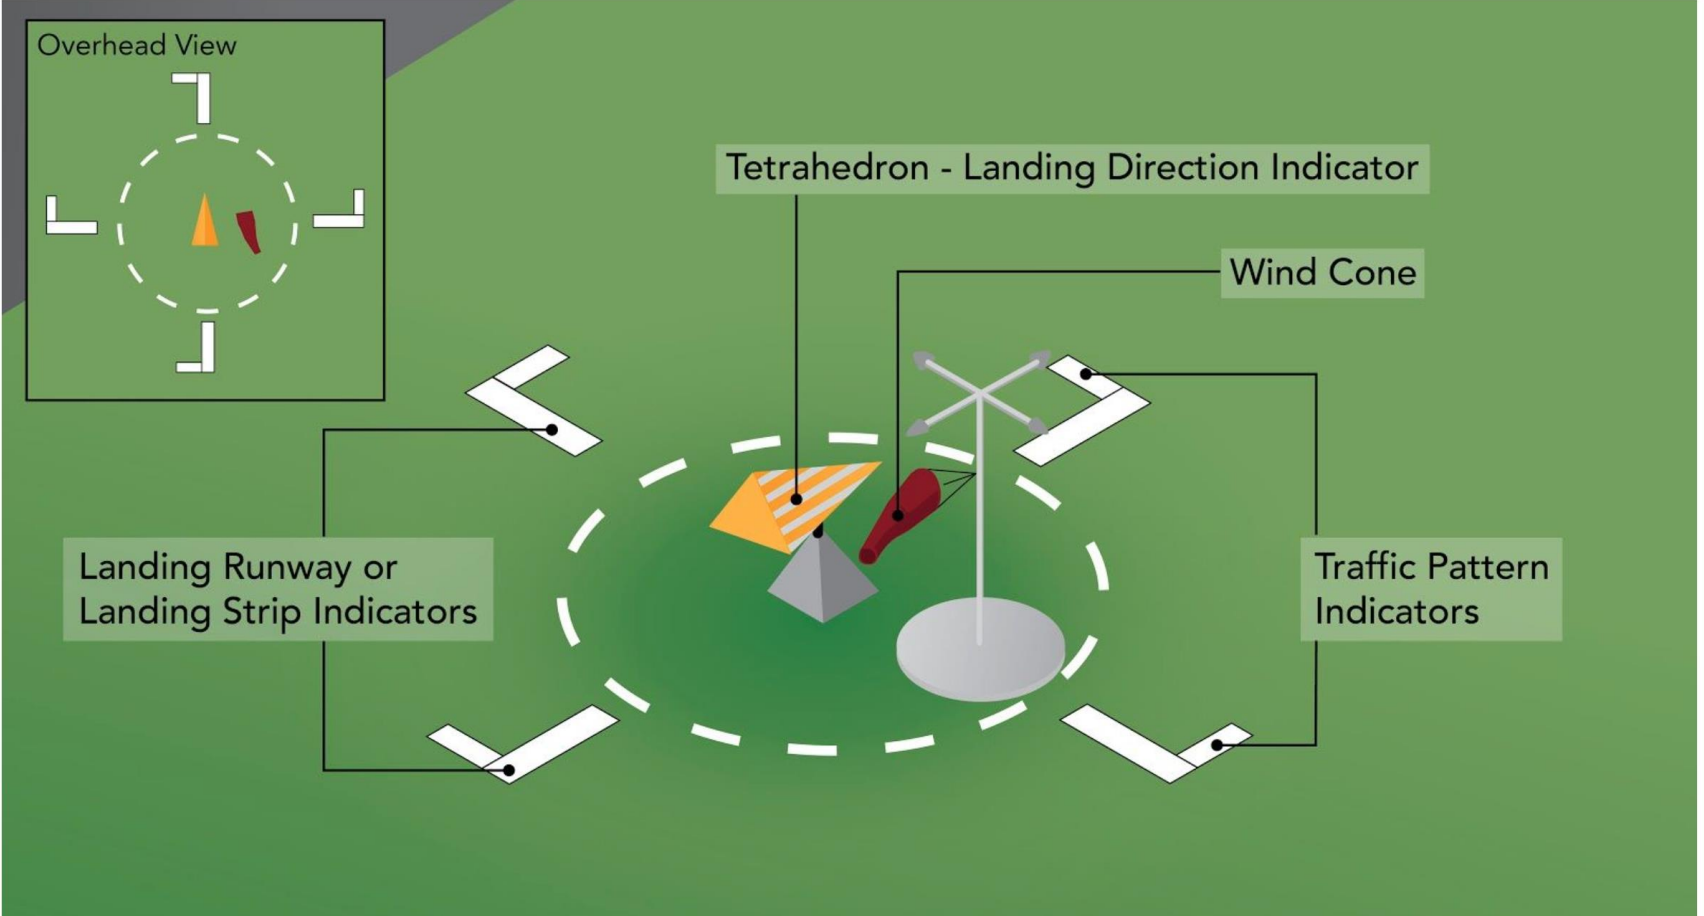 Overhead View
Tetrahedron - Landing Direction Indicator
Wind Cone
Landing Runway or
Landing Strip Indicators
Traffic Pattern
Indicators